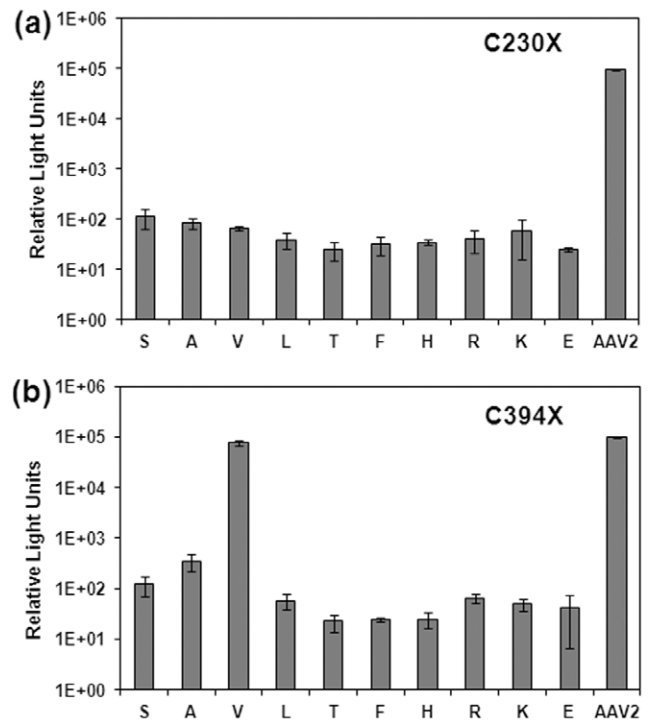 (a)
C230X
Relative Light Units
1E+06
1E+05
1E+04
1E+03
1E+02
1E+01
1E+00
S A V L T F H R K E AAV2
(b)
C394X
Relative Light Units
1E+06
1E+05
1E+04
1E+03
1E+02
1E+01
1E+00
S A V L T F H R K E AAV2